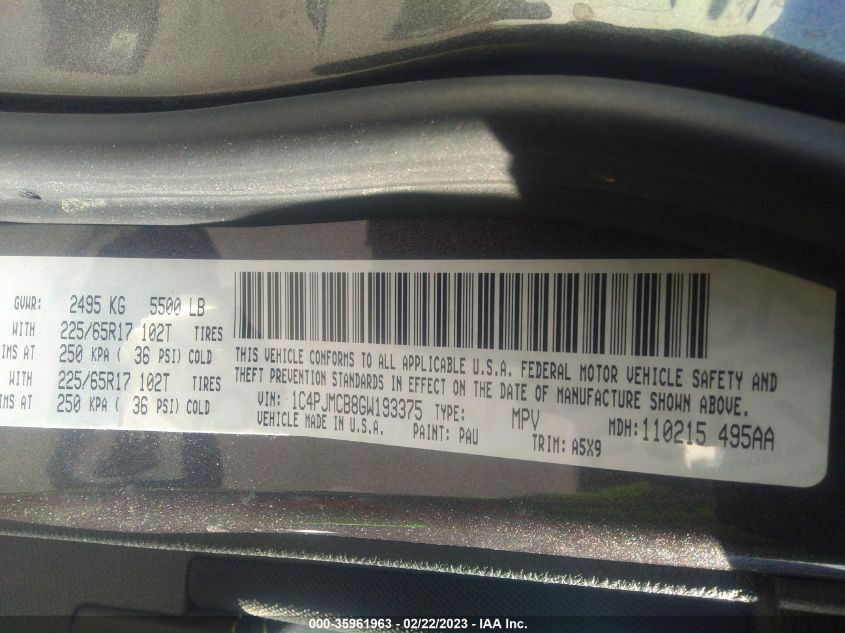 GVWR: 2495 KG 5500 LB
WITH 225/65R17 102T TIRES
IMS AT 250 KPA ( 36 PSI) COLD
WITH 225/65R17 102T TIRES
IMS AT 250 KPA ( 36 PSI) COLD
THIS VEHICLE CONFORMS TO ALL APPLICABLE U.S.A. FEDERAL MOTOR VEHICLE SAFETY AND
THEFT PREVENTION STANDARDS IN EFFECT ON THE DATE OF MANUFACTURE SHOWN ABOVE.
VIN: 1C4PJMCB8GW193375 TYPE: MPV MDH: 110215 495AA
VEHICLE MADE IN U.S.A. PAINT: PAU TRIM: A5X9
000-35961963 - 02/22/2023 - IAA Inc.